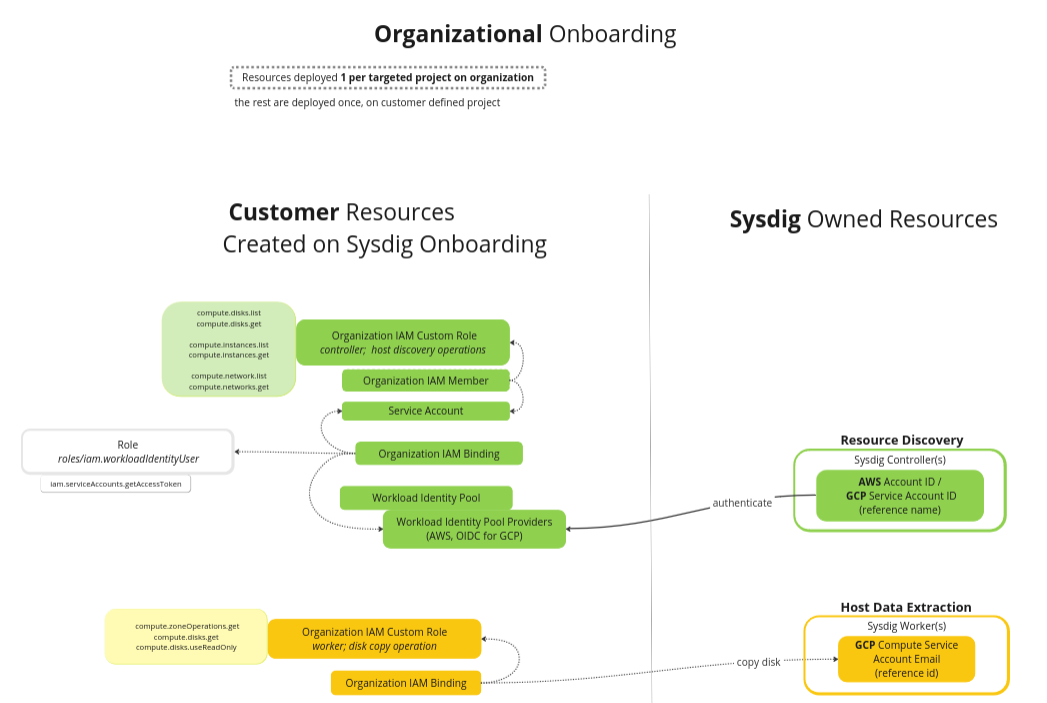 Organizational Onboarding
Resources deployed 1 per targeted project on organization
the rest are deployed once, on customer defined project
Customer Resources
Created on Sysdig Onboarding
Sysdig Owned Resources
compute.disks.list
compute.disks.get
compute.instances.list
compute.instances.get
compute.network.list
compute.networks.get
Organization IAM Custom Role
controller; host discovery operations
Organization IAM Member
Service Account
Role
roles/iam.workloadIdentityUser
iam.serviceAccounts.getAccessToken
Organization IAM Binding
Workload Identity Pool
Workload Identity Pool Providers
(AWS, OIDC for GCP)
authenticate
Resource Discovery
Sysdig Controller(s)
AWS Account ID /
GCP Service Account ID
(reference name)
compute.zoneOperations.get
compute.disks.get
compute.disks.useReadOnly
Organization IAM Custom Role
worker; disk copy operation
Organization IAM Binding
copy disk
Host Data Extraction
Sysdig Worker(s)
GCP Compute Service
Account Email
(reference id)